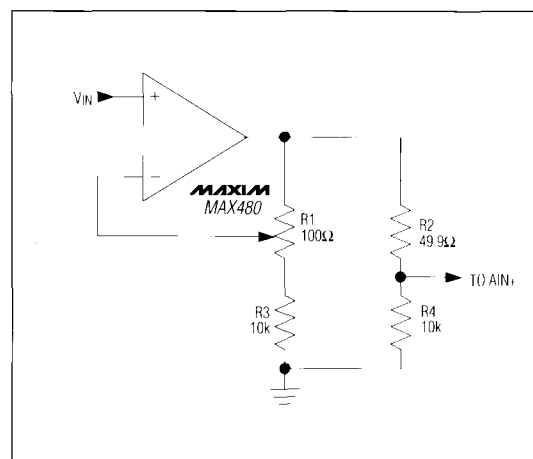 VIN
+
−
MAXIM
MAX480
R1
100Ω
R2
49.9Ω
TO AIN+
R3
10k
R4
10k